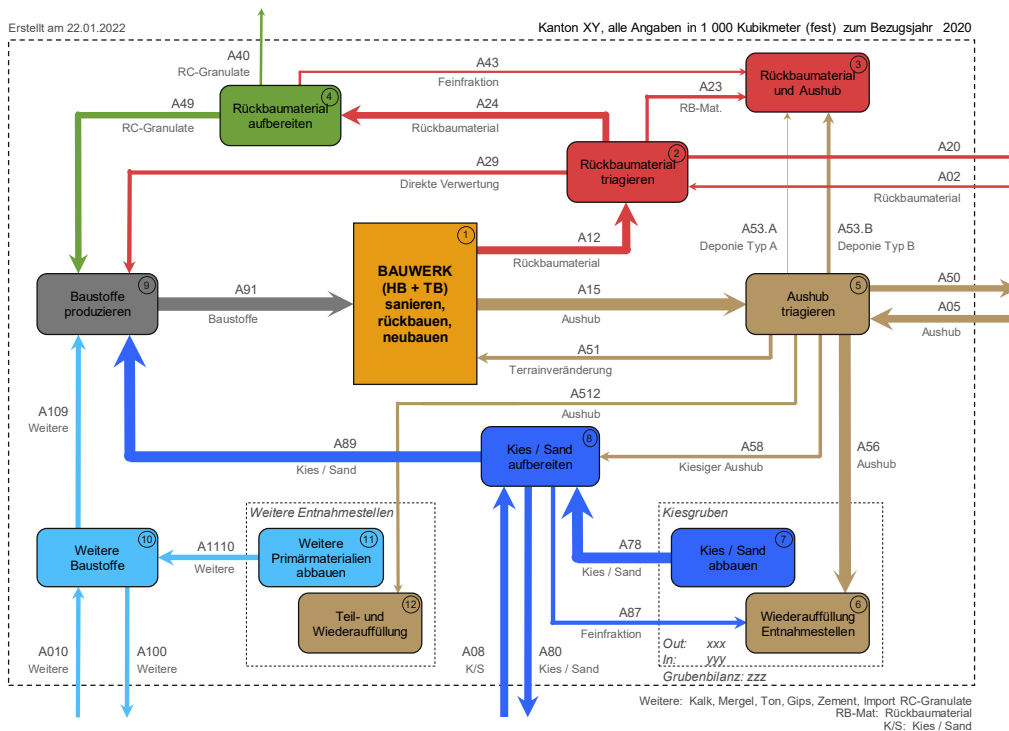 Erstellt am 22.01.2022
Kanton XY, alle Angaben in 1 000 Kubikmeter (fest) zum Bezugsjahr 2020
A40
RC-Granulate
A43
Feinfraktion
3
Rückbaumaterial
und Aushub
A23
RB-Mat.
4
Rückbaumaterial
aufbereiten
A49
RC-Granulate
A24
Rückbaumaterial
2
Rückbaumaterial
triagieren
A20
A02
Rückbaumaterial
A29
Direkte Verwertung
A53.A
Deponie Typ A
A53.B
Deponie Typ B
A12
Rückbaumaterial
1
BAUWERK
(HB + TB)
sanieren,
rückbauen,
neubauen
9
Baustoffe
produzieren
A91
Baustoffe
A15
Aushub
5
Aushub
triagieren
A50
A05
Aushub
A51
Terrainveränderung
A512
Aushub
A109
Weitere
A89
Kies / Sand
8
Kies / Sand
aufbereiten
A58
Kiesiger Aushub
A56
Aushub
Weitere Entnahmestellen
Kiesgruben
10
Weitere
Baustoffe
A1110
Weitere
11
Weitere
Primärmaterialien
abbauen
A78
Kies / Sand
7
Kies / Sand
abbauen
12
Teil- und
Wiederauffüllung
A87
Feinfraktion
6
Wiederauffüllung
Entnahmestellen
Out: xxx
In: yyy
Grubenbilanz: zzz
A010
Weitere
A100
Weitere
A08
K/S
A80
Kies / Sand
Weitere: Kalk, Mergel, Ton, Gips, Zement, Import RC-Granulate
RB-Mat: Rückbaumaterial
K/S: Kies / Sand